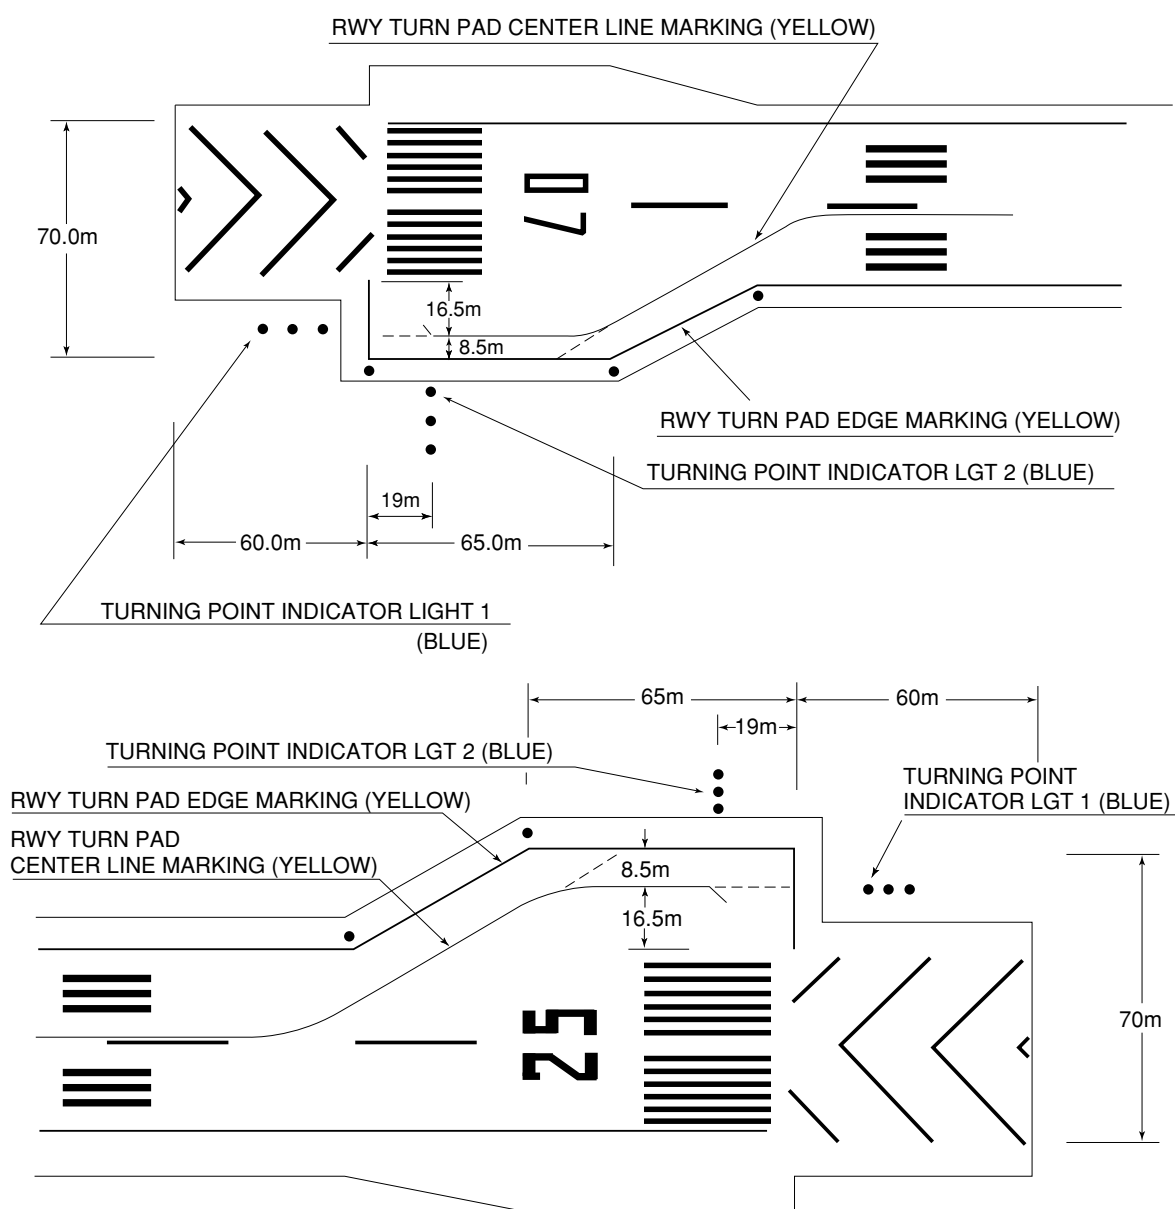 RWY TURN PAD CENTER LINE MARKING (YELLOW)
70.0m
07
16.5m
8.5m
RWY TURN PAD EDGE MARKING (YELLOW)
TURNING POINT INDICATOR LGT 2 (BLUE)
19m
60.0m
65.0m
TURNING POINT INDICATOR LIGHT 1
(BLUE)
65m
60m
19m
TURNING POINT INDICATOR LGT 2 (BLUE)
TURNING POINT
INDICATOR LGT 1 (BLUE)
RWY TURN PAD EDGE MARKING (YELLOW)
RWY TURN PAD
CENTER LINE MARKING (YELLOW)
8.5m
16.5m
25
70m